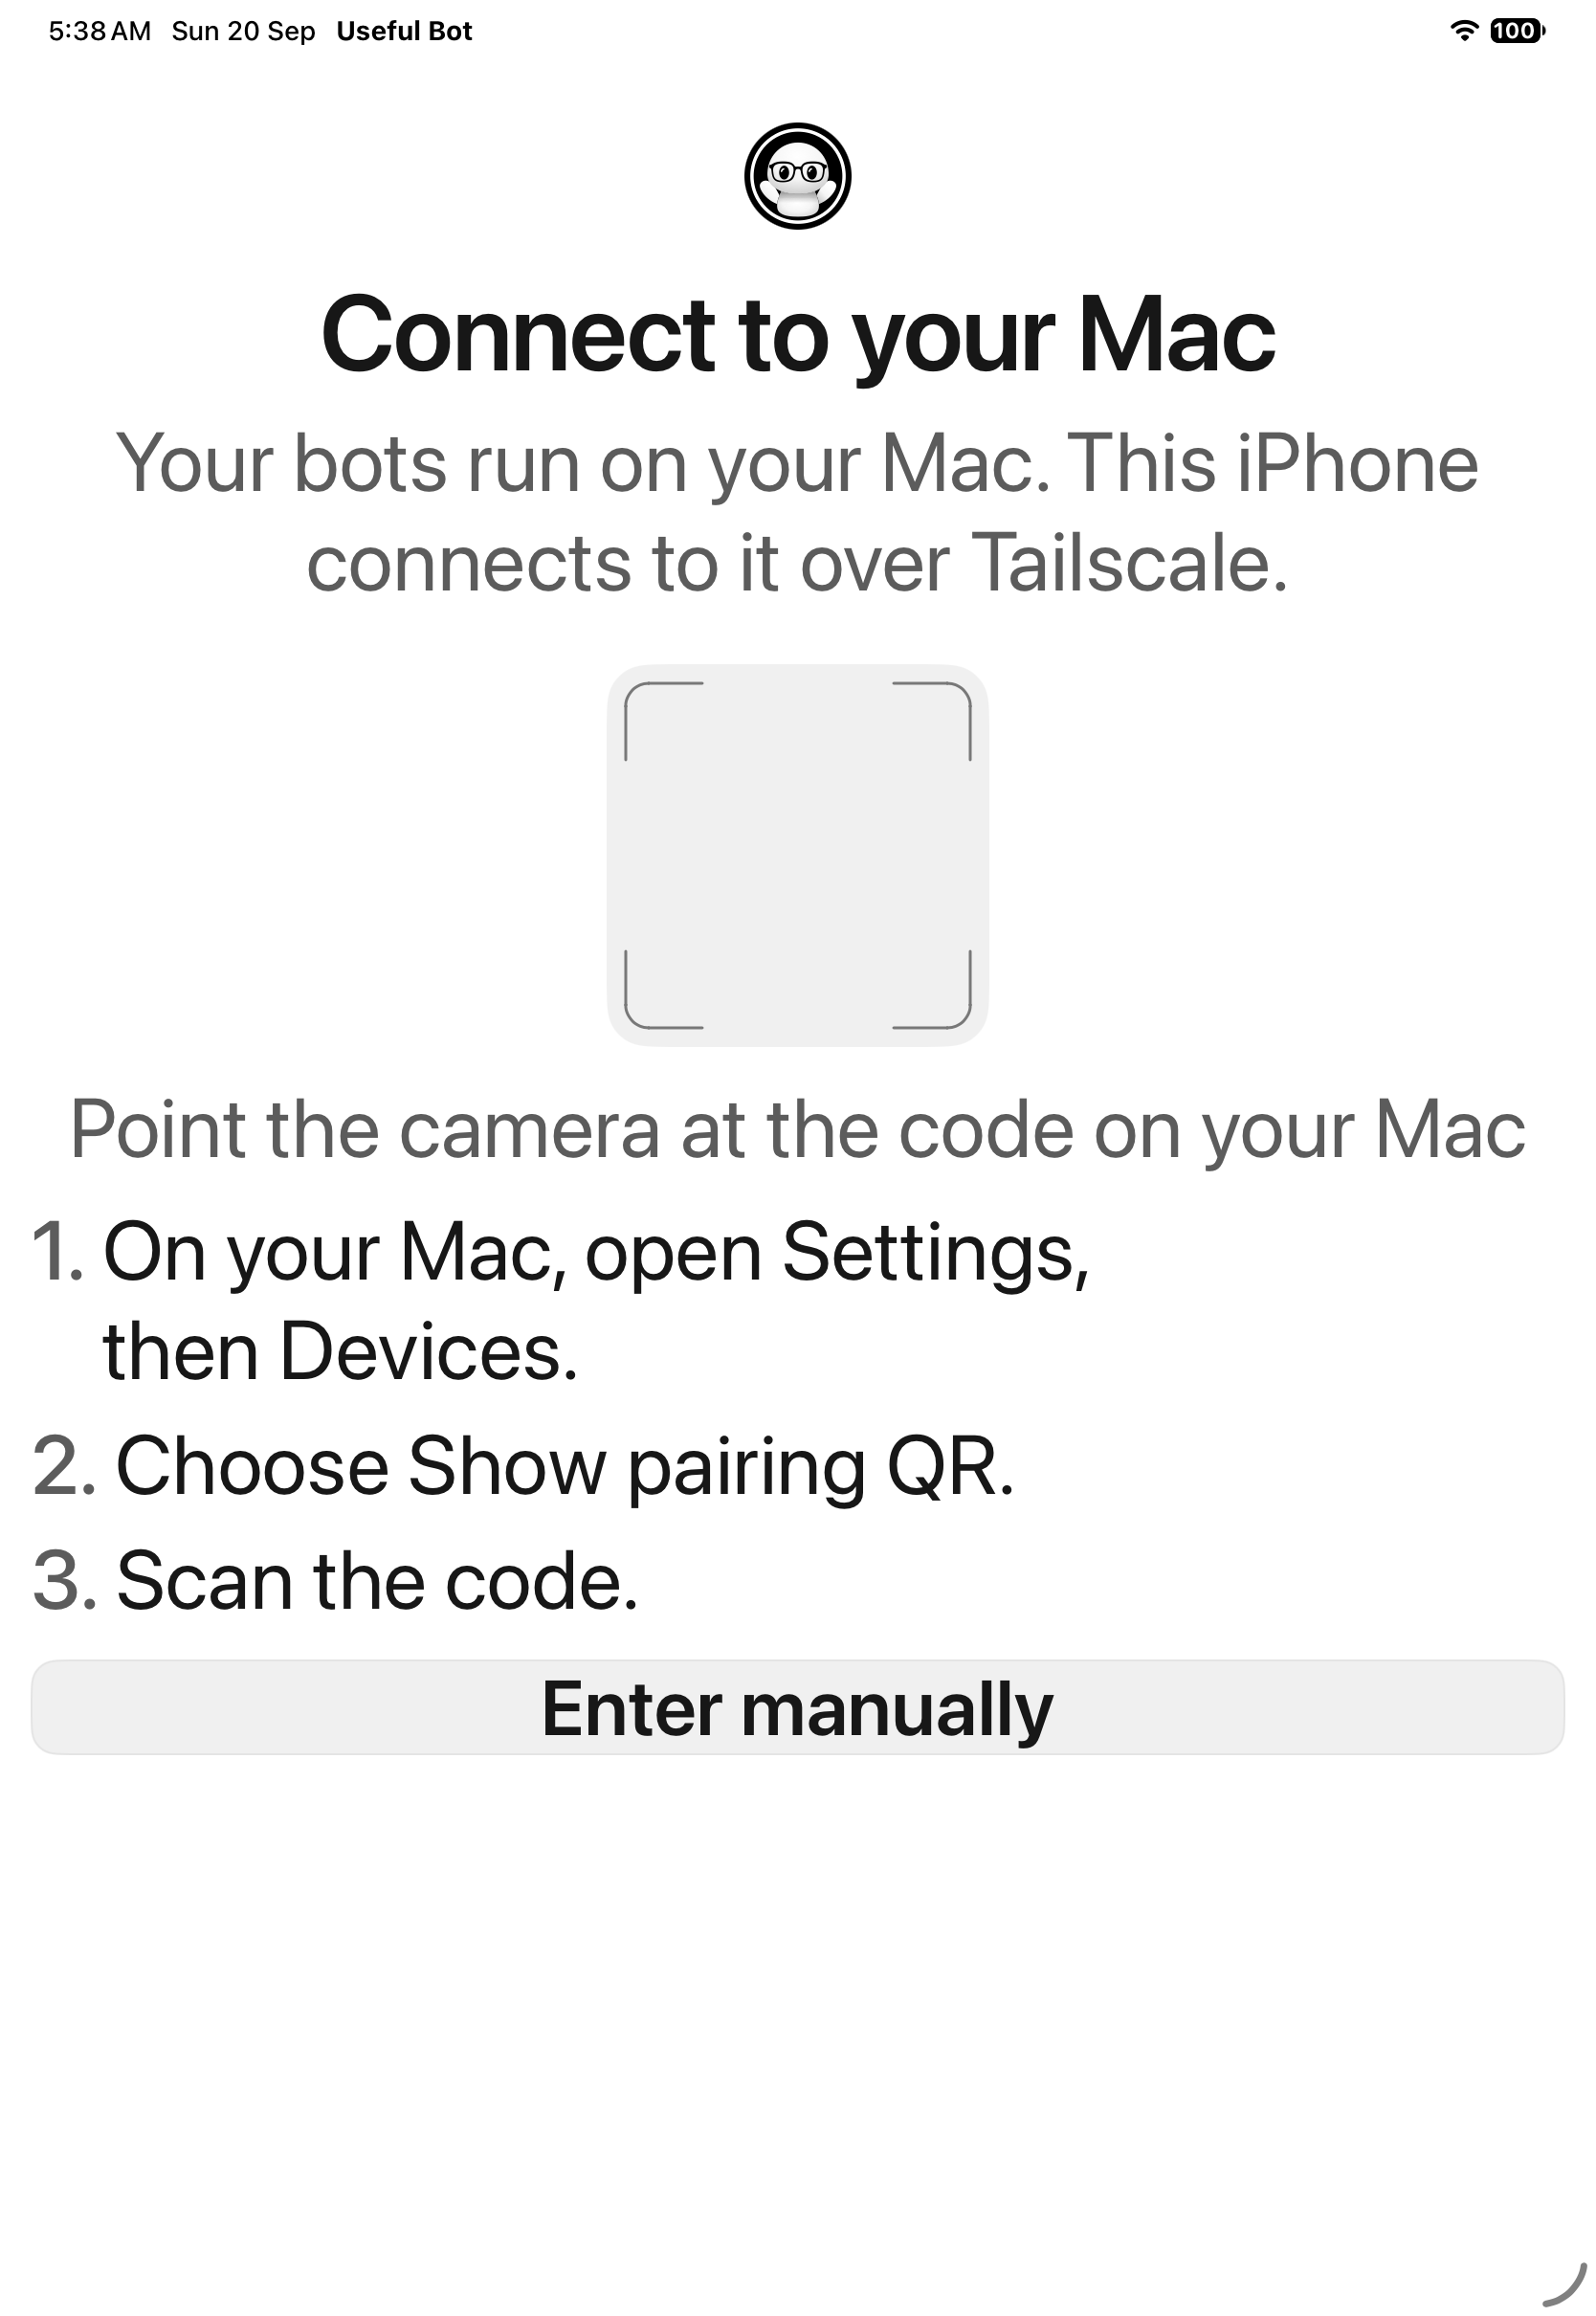 5:38 AM Sun 20 Sep Useful Bot
100
Connect to your Mac
Your bots run on your Mac. This iPhone
connects to it over Tailscale.
Point the camera at the code on your Mac
1. On your Mac, open Settings,
then Devices.
2. Choose Show pairing QR.
3. Scan the code.
Enter manually